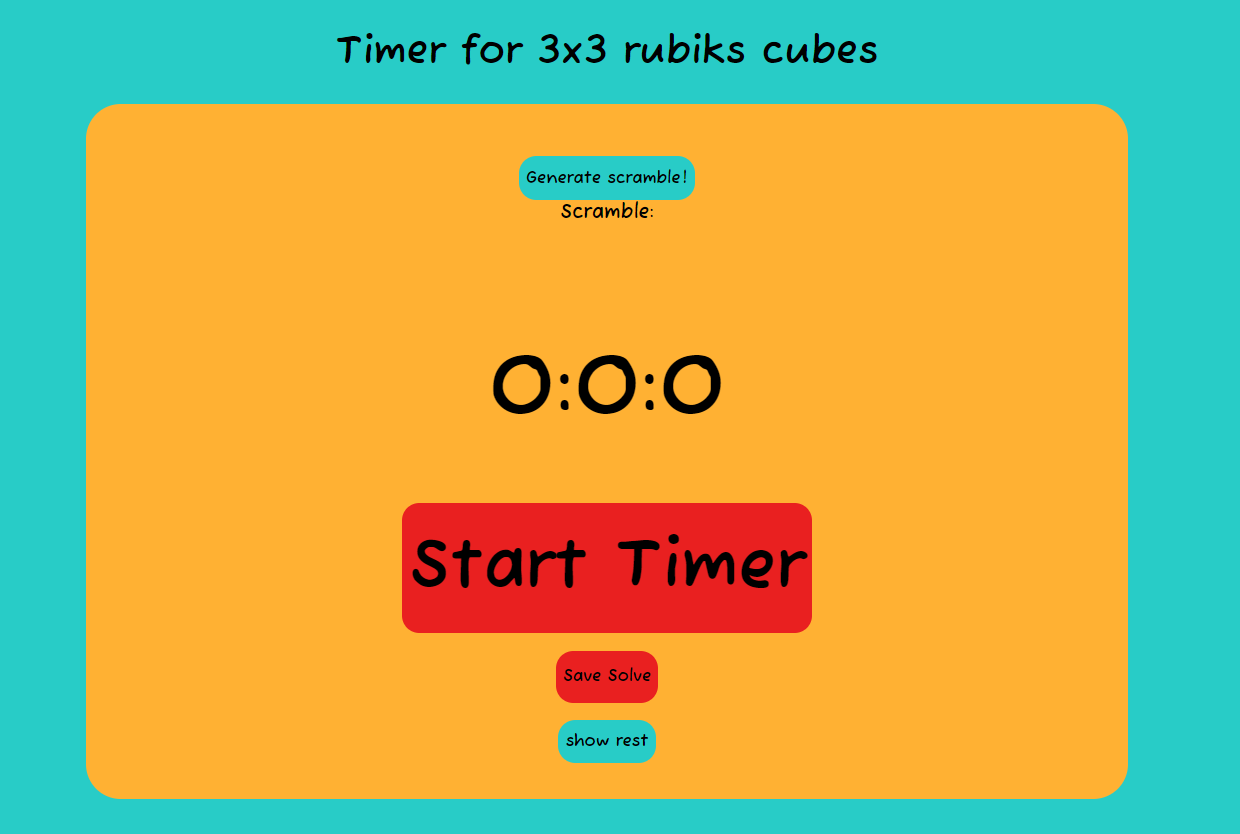 Timer for 3x3 rubiks cubes
Generate scramble!
Scramble:
0:0:0
Start Timer
Save Solve
show rest